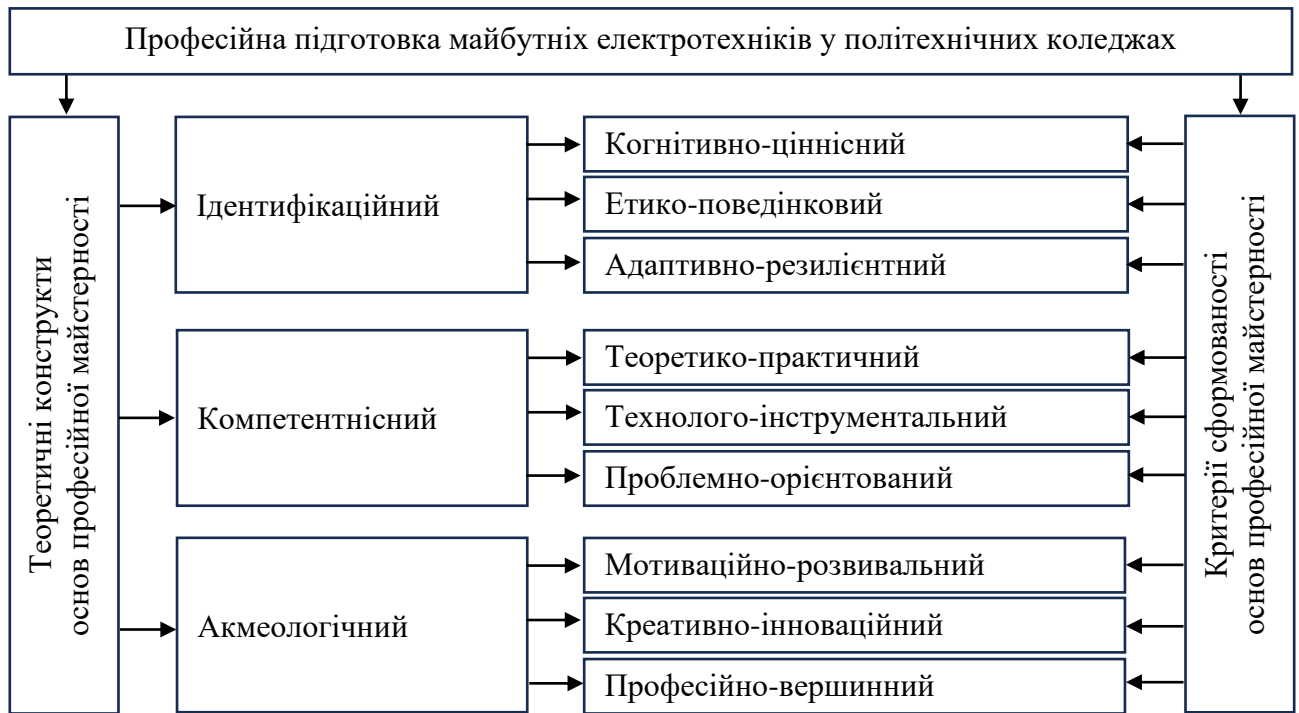 Професійна підготовка майбутніх електротехніків у політехнічних коледжах
Теоретичні конструкти
основ професійної майстерності
Ідентифікаційний
Когнітивно-ціннісний
Етико-поведінковий
Адаптивно-резилієнтний
Компетентнісний
Теоретико-практичний
Технолого-інструментальний
Проблемно-орієнтований
Акмеологічний
Мотиваційно-розвивальний
Креативно-інноваційний
Професійно-вершинний
Критерії сформованості
основ професійної майстерності